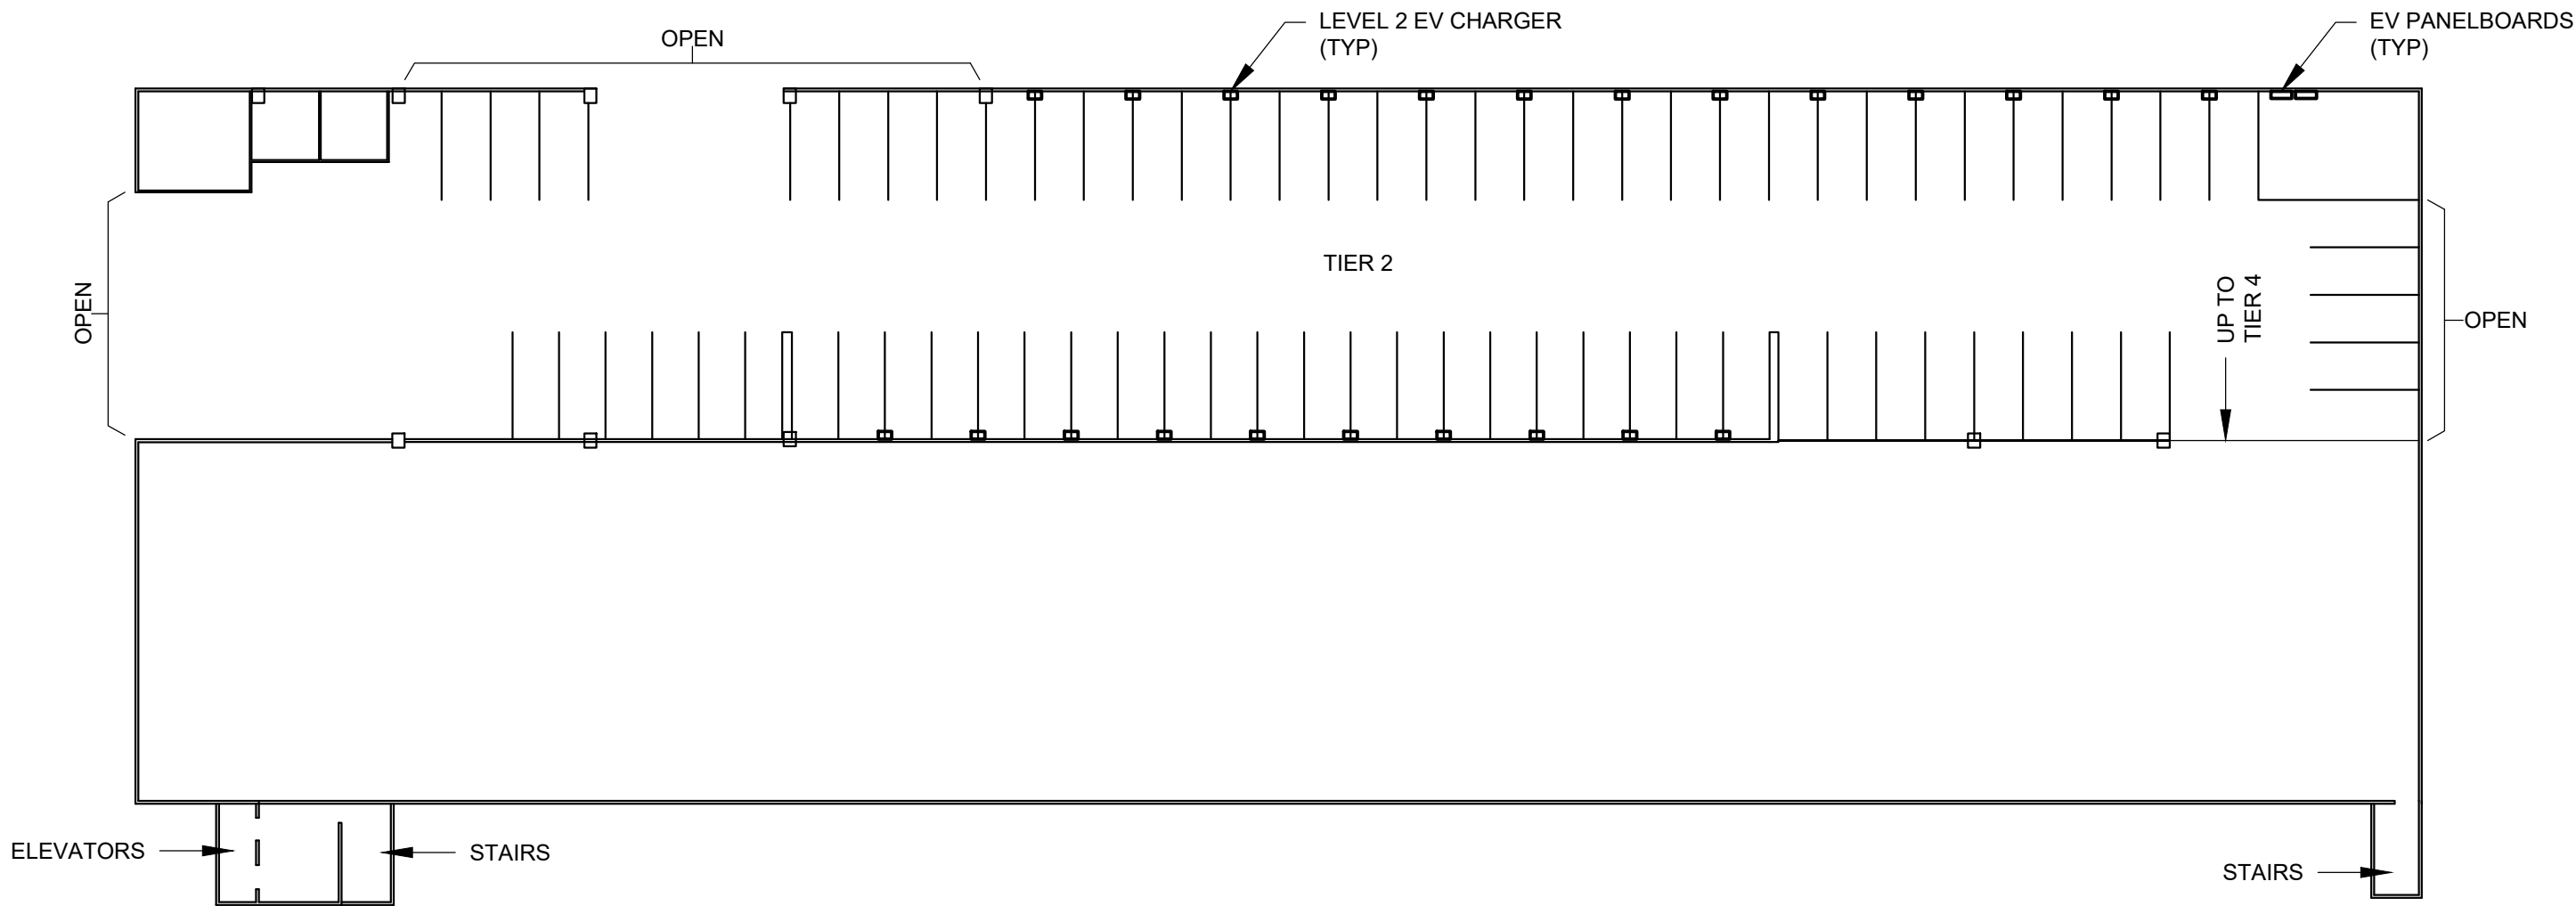 LEVEL 2 EV CHARGER
(TYP)
EV PANELBOARDS
(TYP)
OPEN
TIER 2
OPEN
UP TO
TIER 4
OPEN
ELEVATORS
STAIRS
STAIRS